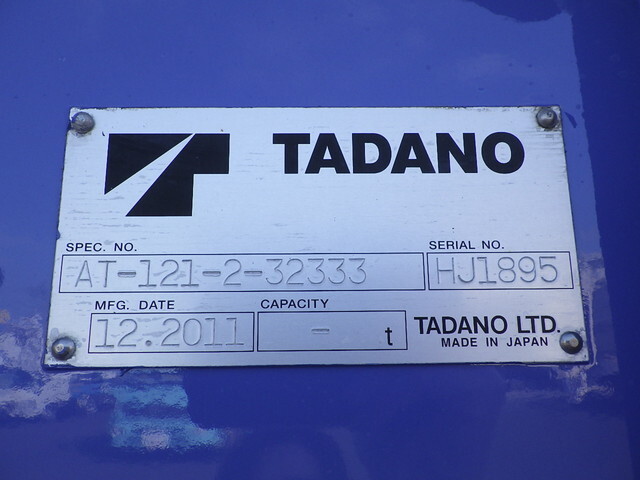 TADANO
SPEC. NO.
AT-121-2-32333
SERIAL NO.
HJ1895
MFG. DATE
12.2011
CAPACITY
- t
TADANO LTD.
MADE IN JAPAN